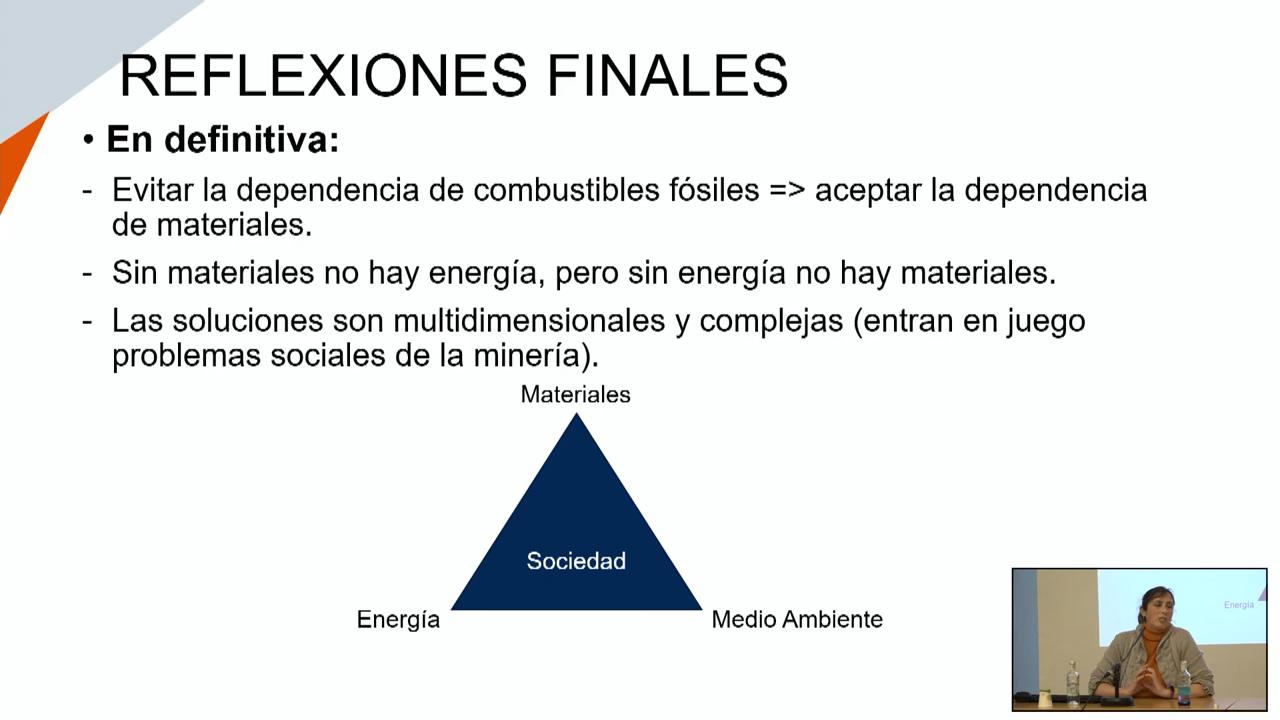 REFLEXIONES FINALES
• En definitiva:
- Evitar la dependencia de combustibles fósiles => aceptar la dependencia
de materiales.
- Sin materiales no hay energía, pero sin energía no hay materiales.
- Las soluciones son multidimensionales y complejas (entran en juego
problemas sociales de la minería).
Materiales
Sociedad
Energía
Medio Ambiente
Energía